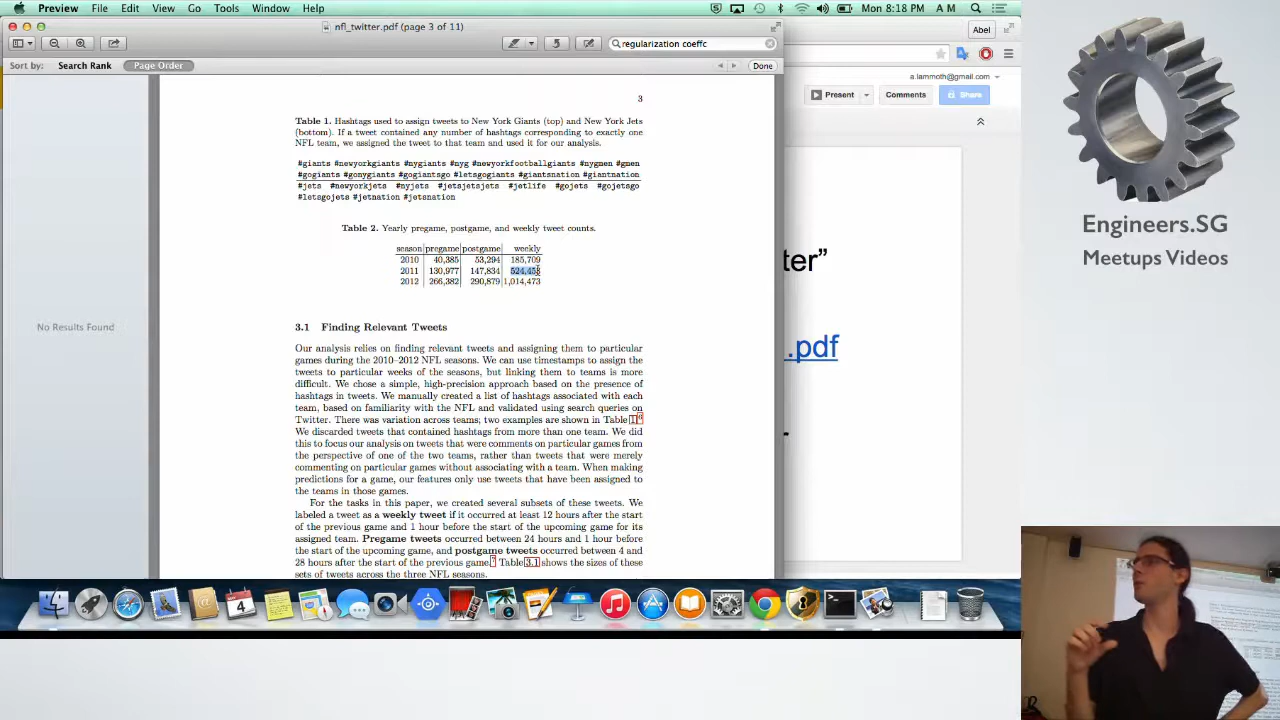 Preview File Edit View Go Tools Window Help
Mon 8:18 PM A M
nfl_twitter.pdf (page 3 of 11)
regularization coeffc
Sort by: Search Rank Page Order
Done
No Results Found
Abel
a.lammoth@gmail.com
Present Comments Share
ter”
.pdf
3
Table 1. Hashtags used to assign tweets to New York Giants (top) and New York Jets
(bottom). If a tweet contained any number of hashtags corresponding to exactly one
NFL team, we assigned the tweet to that team and used it for our analysis.
#giants #newyorkgiants #nygiants #nyg #newyorkfootballgiants #nygmen #gmen
#gogiants #gonygiants #gogiantsgo #letsgogiants #giantsnation #giantnation
#jets #newyorkjets #nyjets #jetsjetsjets #jetlife #gojets #gojetsgo
#letsgojets #jetnation #jetsnation
Table 2. Yearly pregame, postgame, and weekly tweet counts.
season pregame postgame weekly
2010 40,385 53,294 185,709
2011 130,977 147,834 524,453
2012 266,382 290,879 1,014,473
3.1 Finding Relevant Tweets
Our analysis relies on finding relevant tweets and assigning them to particular
games during the 2010–2012 NFL seasons. We can use timestamps to assign the
tweets to particular weeks of the seasons, but linking them to teams is more
difficult. We chose a simple, high-precision approach based on the presence of
hashtags in tweets. We manually created a list of hashtags associated with each
team, based on familiarity with the NFL and validated using search queries on
Twitter. There was variation across teams; two examples are shown in Table 1.6
We discarded tweets that contained hashtags from more than one team. We did
this to focus our analysis on tweets that were comments on particular games from
the perspective of one of the two teams, rather than tweets that were merely
commenting on particular games without associating with a team. When making
predictions for a game, our features only use tweets that have been assigned to
the teams in those games.
For the tasks in this paper, we created several subsets of these tweets. We
labeled a tweet as a weekly tweet if it occurred at least 12 hours after the start
of the previous game and 1 hour before the start of the upcoming game for its
assigned team. Pregame tweets occurred between 24 hours and 1 hour before
the start of the upcoming game, and postgame tweets occurred between 4 and
28 hours after the start of the previous game.7 Table 3.1 shows the sizes of these
sets of tweets across the three NFL seasons.
4
Engineers.SG
Meetups Videos